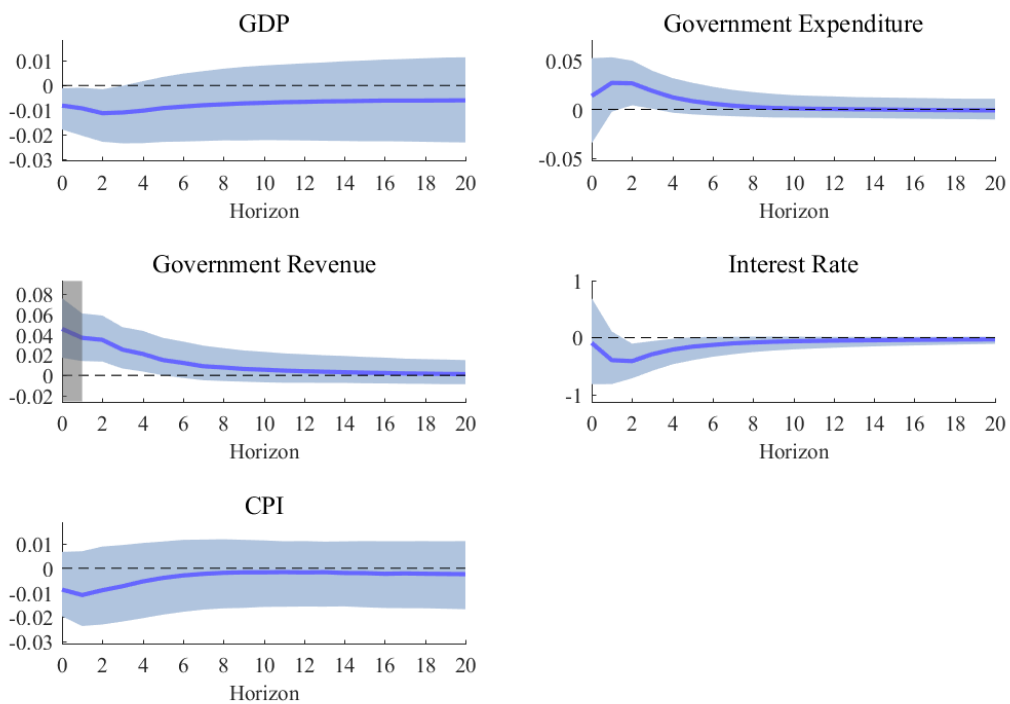 GDP
0.01
0
-0.01
-0.02
-0.03
0 2 4 6 8 10 12 14 16 18 20
Horizon
Government Expenditure
0.05
0
-0.05
0 2 4 6 8 10 12 14 16 18 20
Horizon
Government Revenue
0.08
0.06
0.04
0.02
0
-0.02
0 2 4 6 8 10 12 14 16 18 20
Horizon
Interest Rate
1
0
-1
0 2 4 6 8 10 12 14 16 18 20
Horizon
CPI
0.01
0
-0.01
-0.02
-0.03
0 2 4 6 8 10 12 14 16 18 20
Horizon